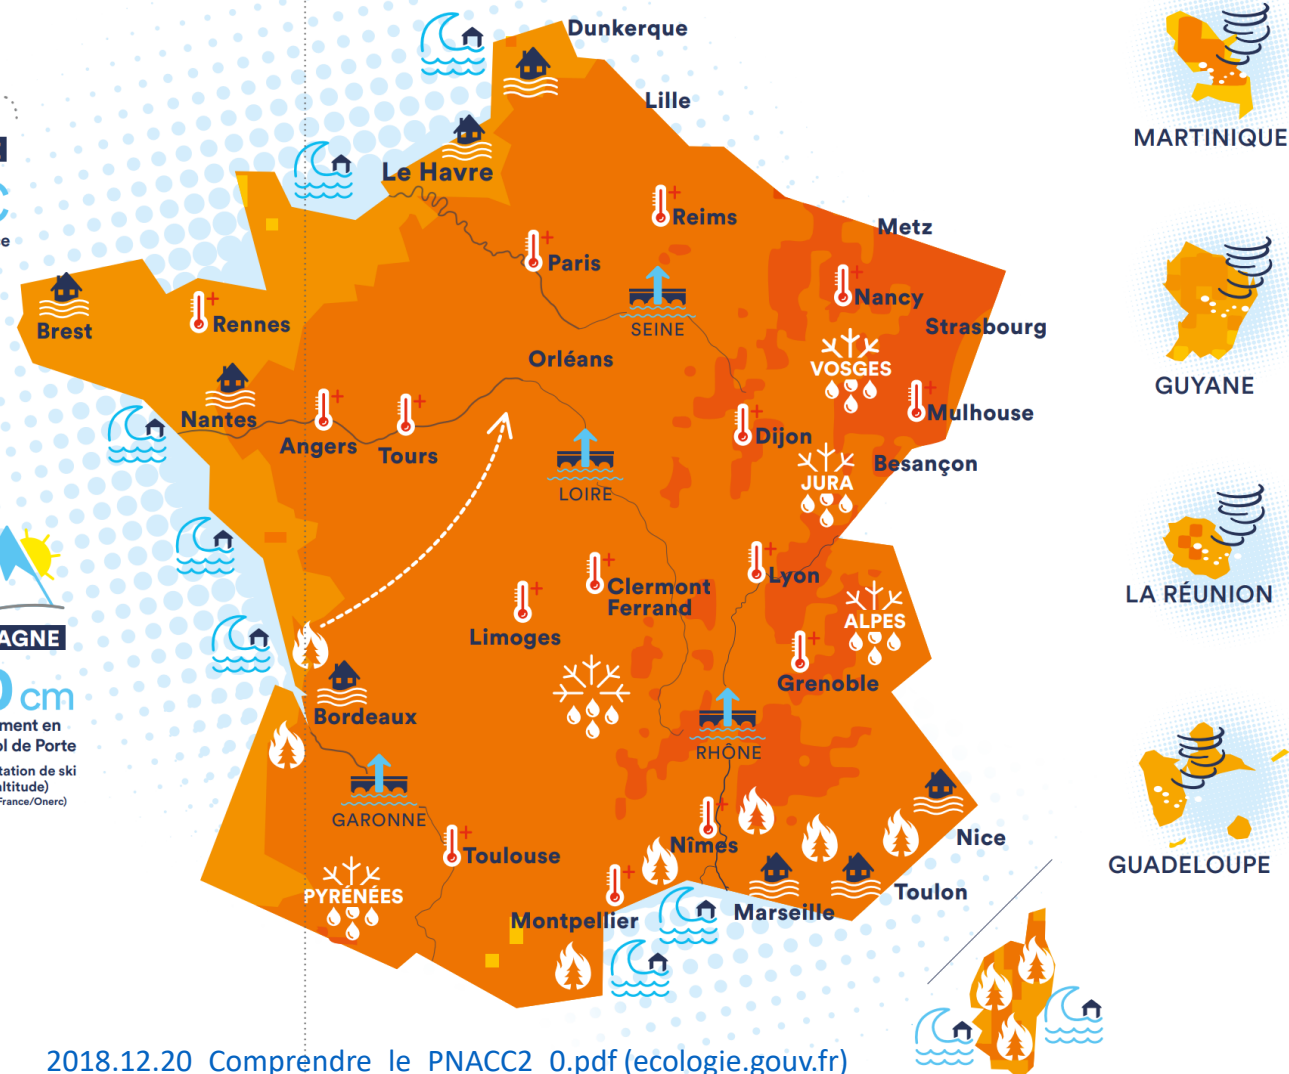 Dunkerque
Lille
MARTINIQUE
Le Havre
Reims
Metz
Paris
Nancy
Brest
Rennes
SEINE
Strasbourg
Orléans
VOSGES
GUYANE
Nantes
Mulhouse
Angers
Tours
Dijon
Besançon
JURA
LOIRE
Lyon
Clermont
Ferrand
LA RÉUNION
ALPES
Limoges
AGNE
Grenoble
cm
Bordeaux
ment en
ol de Porte
RHÔNE
tation de ski
altitude)
France/Onerc)
GARONNE
Nîmes
Nice
Toulouse
GUADELOUPE
PYRÉNÉES
Toulon
Montpellier
Marseille
2018.12.20 Comprendre le PNACC2 0.pdf (ecologie.gouv.fr)